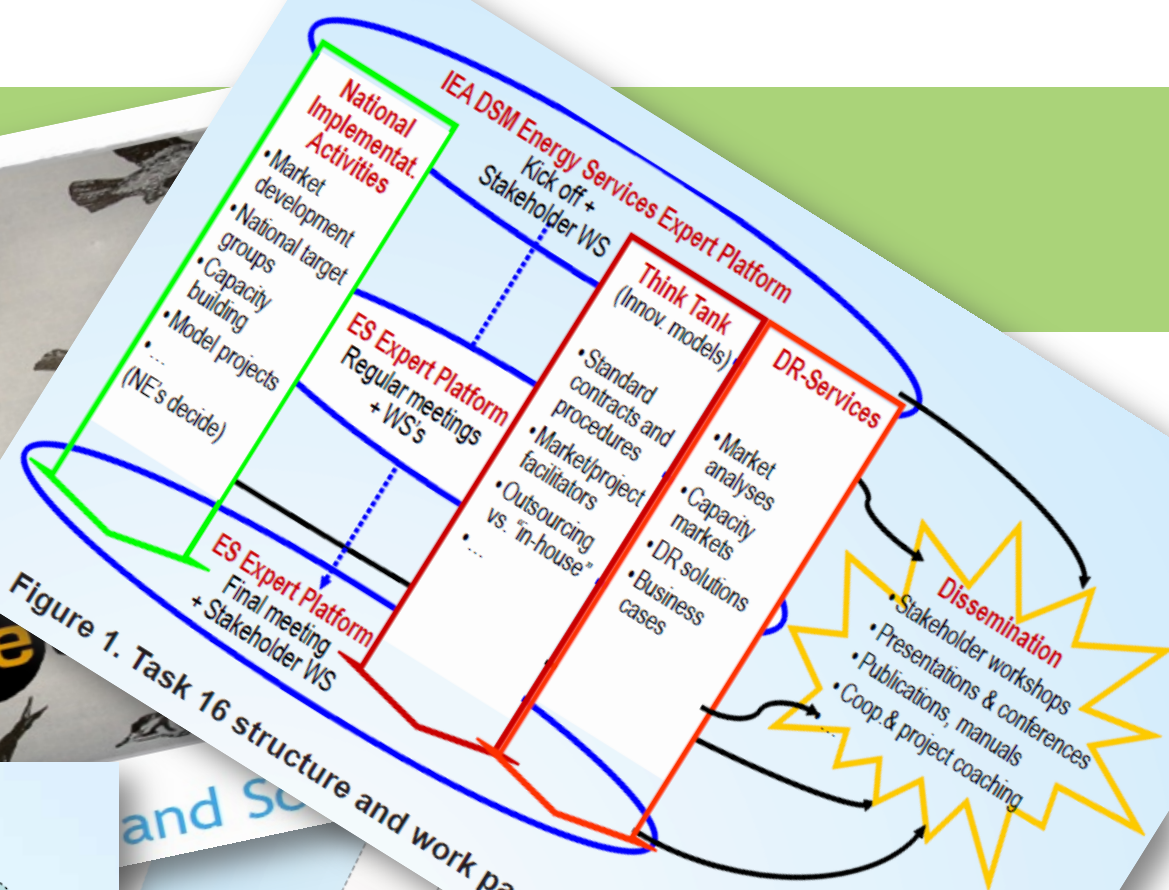 IEA DSM Energy Services Expert Platform
Kick off +
Stakeholder WS
National
Implementat.
Activities
•Market
development
•National target
groups
•Capacity
building
•Model projects
•...
(NE's decide)
ES Expert Platform
Regular meetings
+ WS's
ES Expert Platform
Final meeting
+ Stakeholder WS
Think Tank
(Innov. models)
•Standard
contracts and
procedures
•Market/project
facilitators
•Outsourcing
vs. "in-house"
•...
DR-Services
•Market
analyses
•Capacity
markets
•DR solutions
•Business
cases
Dissemination
•Stakeholder workshops
•Presentations & conferences
•Publications, manuals
•Coop.& project coaching
...
Figure 1. Task 16 structure and work pa
e
and So